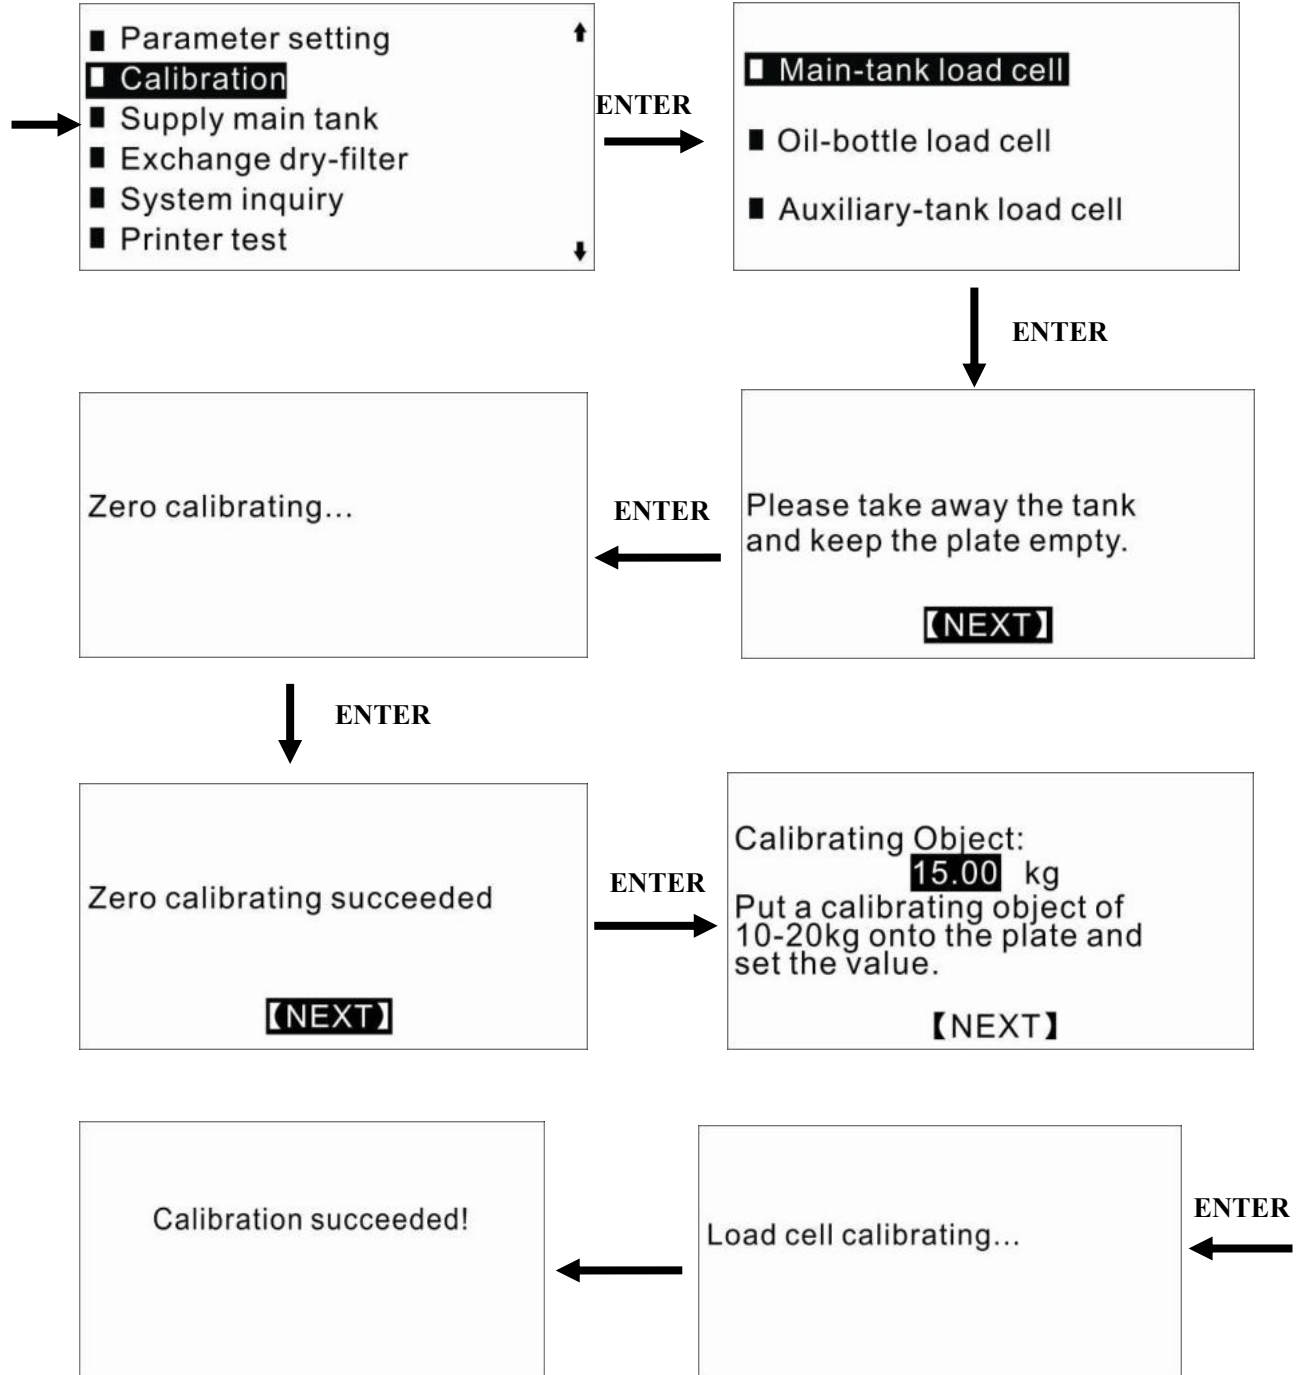 Parameter setting
Calibration
Supply main tank
Exchange dry-filter
System inquiry
Printer test
ENTER
Main-tank load cell
Oil-bottle load cell
Auxiliary-tank load cell
ENTER
Please take away the tank
and keep the plate empty.
【NEXT】
ENTER
Zero calibrating...
ENTER
Zero calibrating succeeded
【NEXT】
ENTER
Calibrating Object:
15.00 kg
Put a calibrating object of
10-20kg onto the plate and
set the value.
【NEXT】
ENTER
Load cell calibrating...
Calibration succeeded!